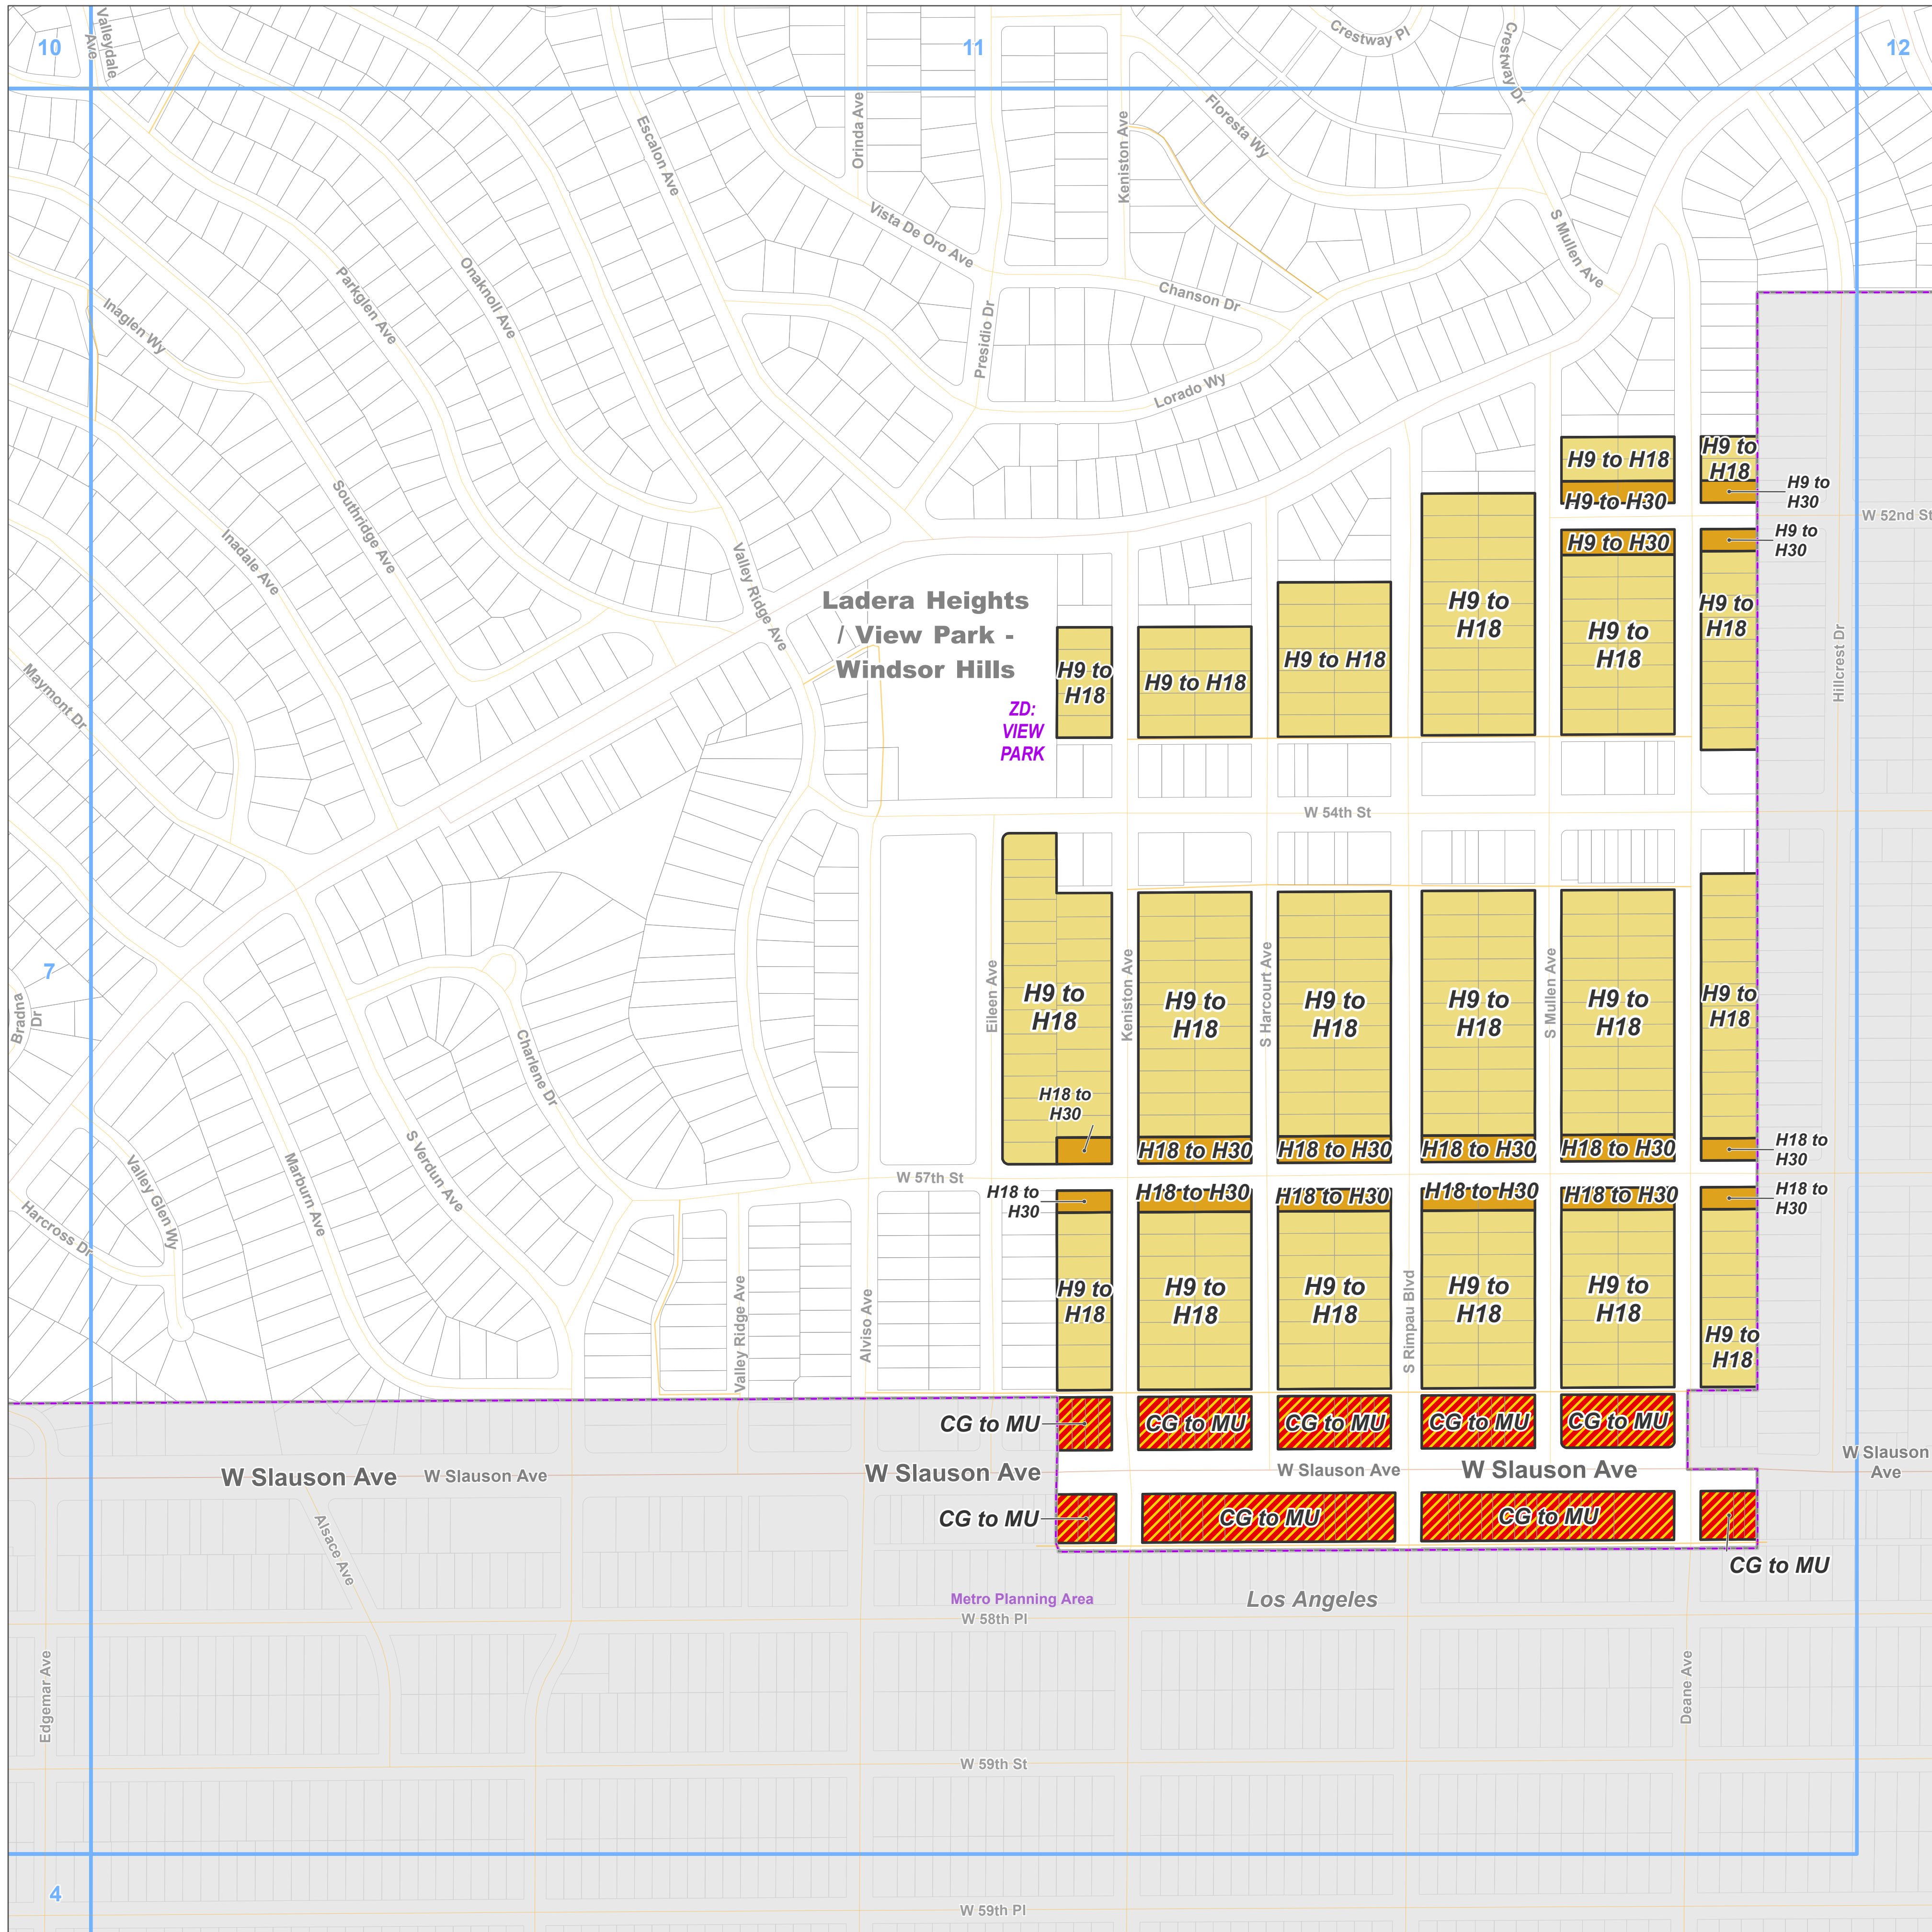 10
11
12
Valleydale
Ave
Crestway Pl
Crestway Dr
Orinda Ave
Escalon Ave
Keniston Ave
Floresta Wy
Vista De Oro Ave
S Mullen Ave
Onaknoll Ave
Parkglen Ave
Inaglen Wy
Chanson Dr
Presidio Dr
Lorado Wy
H9 to H18
H9 to
H18
H9 to H30
H9 to
H30
W 52nd St
H9 to H30
H9 to
H30
Southridge Ave
Inadale Ave
Valley Ridge Ave
Ladera Heights
/ View Park -
Windsor Hills
H9 to
H18
H9 to
H18
H9 to
H18
Hillcrest Dr
H9 to
H18
H9 to H18
H9 to H18
Maymont Dr
ZD:
VIEW
PARK
W 54th St
7
Bradna
Dr
Eileen Ave
Keniston Ave
S Harcourt Ave
S Mullen Ave
H9 to
H18
H9 to
H18
H9 to
H18
H9 to
H18
H9 to
H18
H9 to
H18
Charlene Dr
H18 to
H30
H18 to H30
H18 to H30
H18 to H30
H18 to H30
H18 to
H30
W 57th St
S Verdun Ave
Marburn Ave
Valley Glen Wy
Harcross Dr
H18 to
H30
H18 to H30
H18 to H30
H18 to H30
H18 to H30
H18 to
H30
H9 to
H18
H9 to
H18
H9 to
H18
H9 to
H18
H9 to
H18
H9 to
H18
Valley Ridge Ave
Alviso Ave
S Rimpau Blvd
CG to MU
CG to MU
CG to MU
CG to MU
CG to MU
W Slauson Ave
W Slauson Ave
W Slauson Ave
W Slauson Ave
W Slauson Ave
W Slauson
Ave
Alsace Ave
CG to MU
CG to MU
CG to MU
CG to MU
Metro Planning Area
Los Angeles
W 58th Pl
Edgemar Ave
Deane Ave
W 59th St
4
W 59th Pl